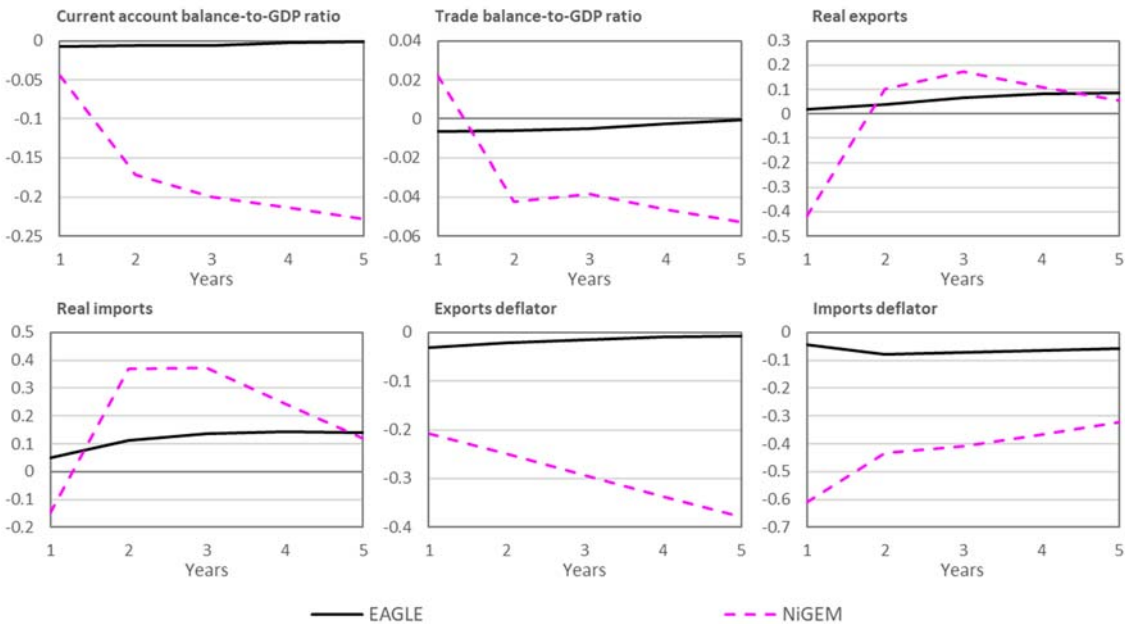 Current account balance-to-GDP ratio
0
-0.05
-0.1
-0.15
-0.2
-0.25
1 2 3 4 5
Years
Trade balance-to-GDP ratio
0.04
0.02
0
-0.02
-0.04
-0.06
1 2 3 4 5
Years
Real exports
0.3
0.2
0.1
0
-0.1
-0.2
-0.3
-0.4
-0.5
1 2 3 4 5
Years
Real imports
0.5
0.4
0.3
0.2
0.1
0
-0.1
-0.2
1 2 3 4 5
Years
Exports deflator
0
-0.1
-0.2
-0.3
-0.4
1 2 3 4 5
Years
Imports deflator
0
-0.1
-0.2
-0.3
-0.4
-0.5
-0.6
-0.7
1 2 3 4 5
Years
EAGLE
NiGEM